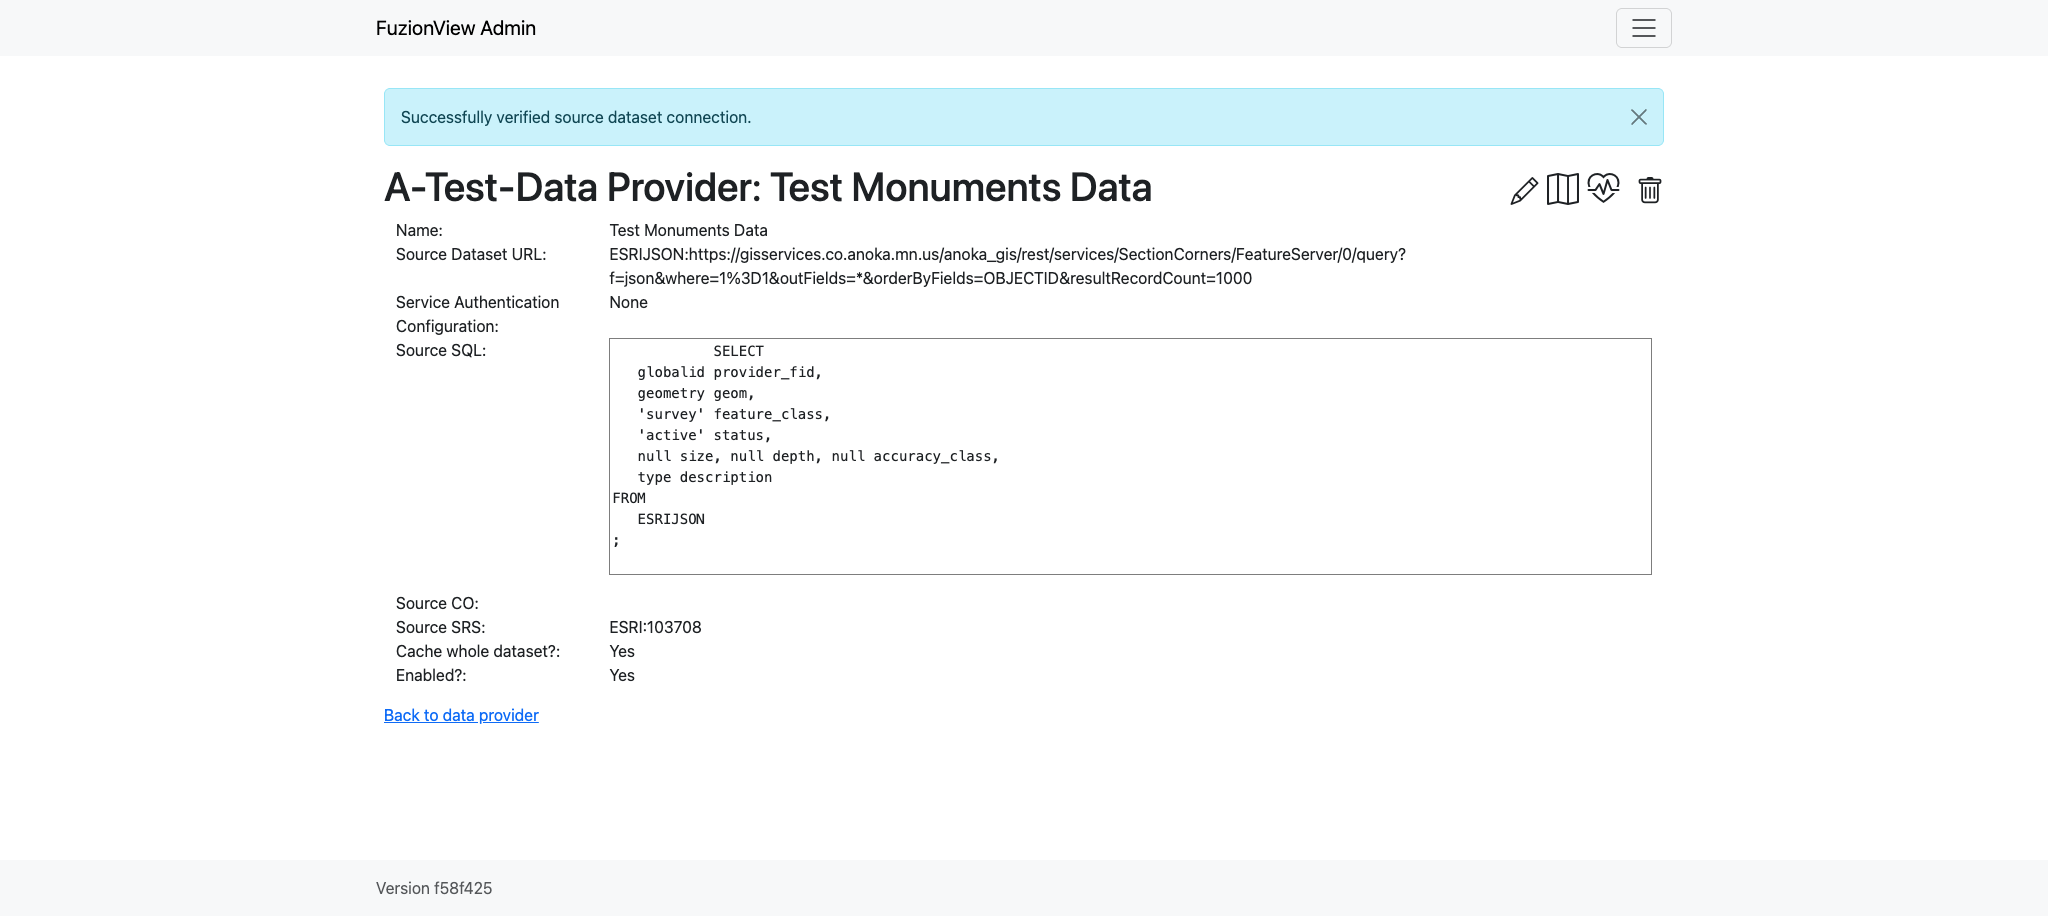 FuzionView Admin
Successfully verified source dataset connection.
A-Test-Data Provider: Test Monuments Data
Name: Test Monuments Data
Source Dataset URL: ESRIJSON:https://gisservices.co.anoka.mn.us/anoka_gis/rest/services/SectionCorners/FeatureServer/0/query?
f=json&where=1%3D1&outFields=*&orderByFields=OBJECTID&resultRecordCount=1000
Service Authentication None
Configuration:
Source SQL:
SELECT
globalid provider_fid,
geometry geom,
'survey' feature_class,
'active' status,
null size, null depth, null accuracy_class,
type description
FROM
ESRIJSON
;
Source CO:
Source SRS: ESRI:103708
Cache whole dataset?: Yes
Enabled?: Yes
Back to data provider
Version f58f425